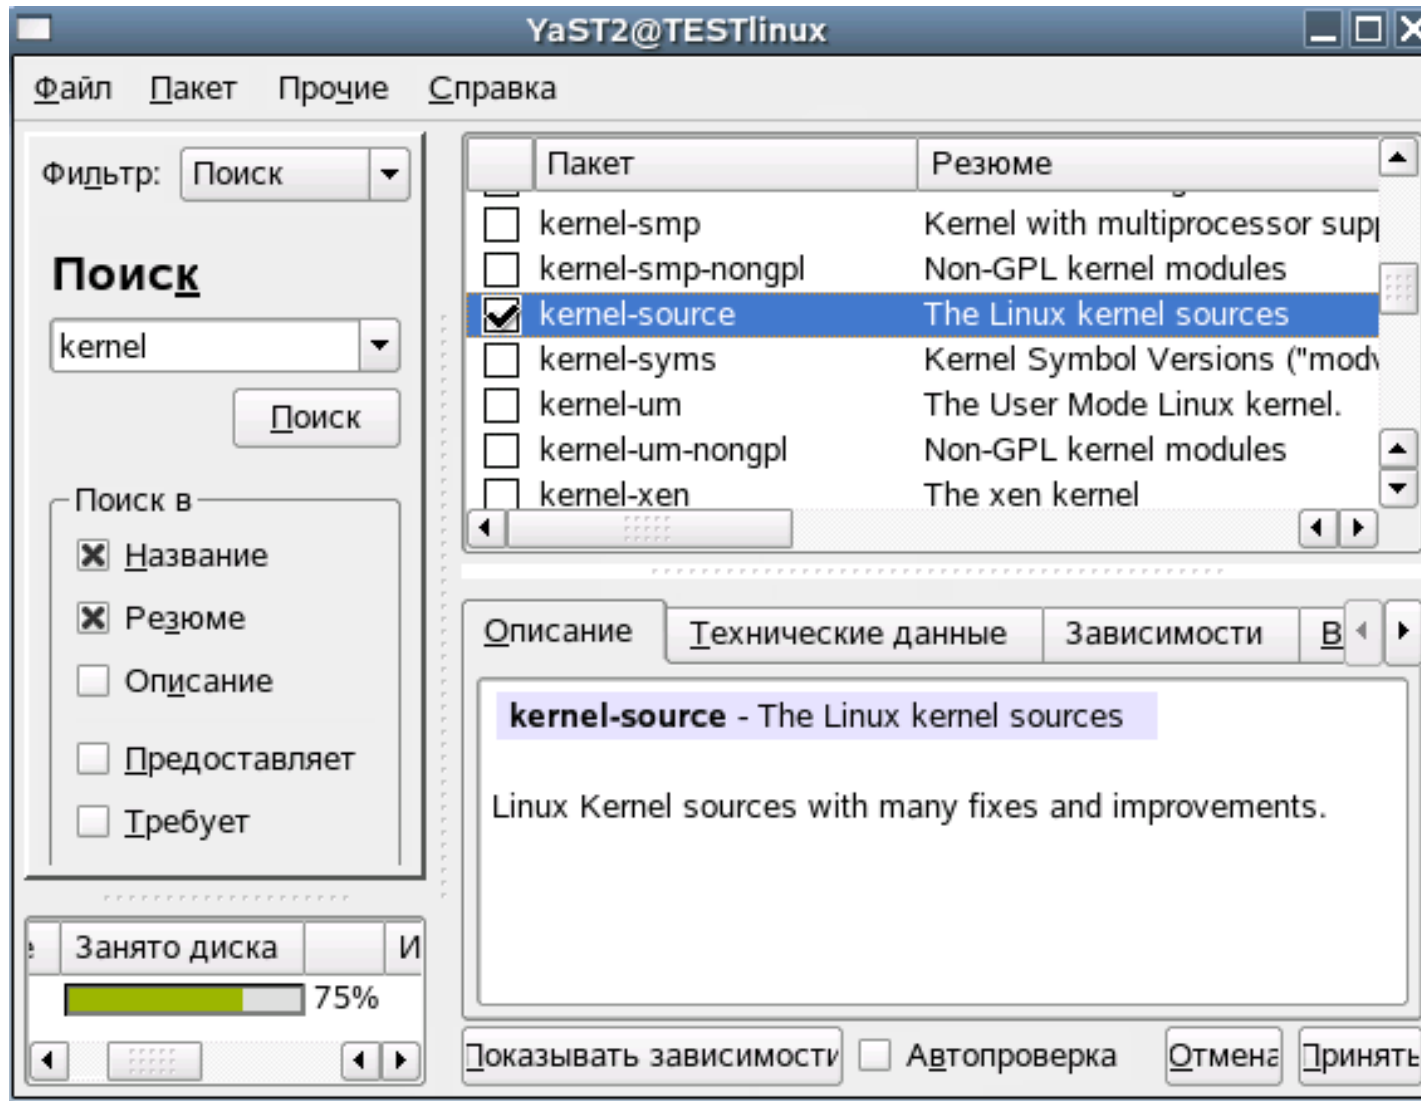 YaST2@TESTlinux
Файл Пакет Прочие Справка
Фильтр: Поиск
Поиск
kernel
Поиск
Поиск в
Название
Резюме
Описание
Предоставляет
Требует
Занято диска И
75%
Пакет Резюме
kernel-smp Kernel with multiprocessor sup
kernel-smp-nongpl Non-GPL kernel modules
kernel-source The Linux kernel sources
kernel-syms Kernel Symbol Versions ("mod
kernel-um The User Mode Linux kernel.
kernel-um-nongpl Non-GPL kernel modules
kernel-xen The xen kernel
Описание Технические данные Зависимости В
kernel-source - The Linux kernel sources
Linux Kernel sources with many fixes and improvements.
Показывать зависимости Автопроверка Отмена Принять